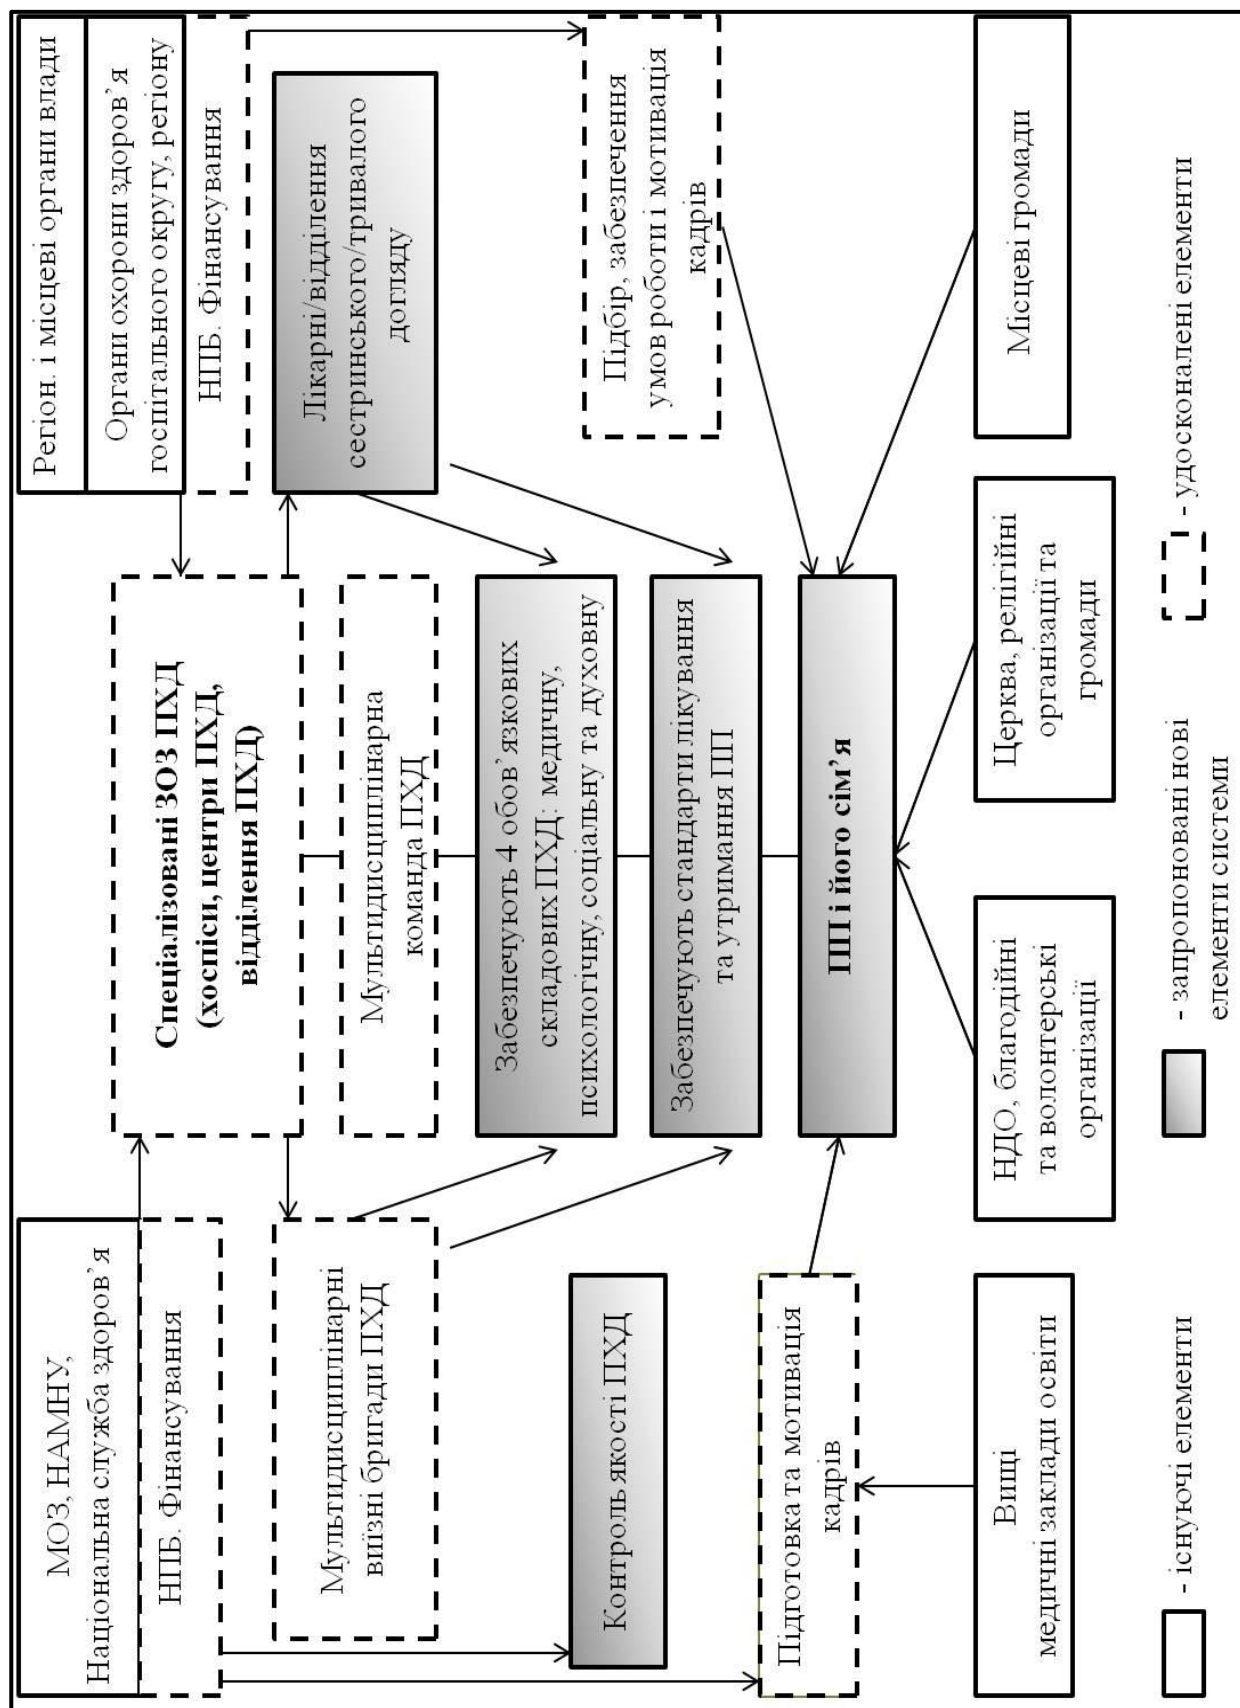 МОЗ, НАМНУ,
Національна служба здоров’я
НПБ. Фінансування
Спеціалізовані ЗОЗ ПХД
(хоспіси, центри ПХД,
відділення ПХД)
Регіон. і місцеві органи влади
Органи охорони здоров’я
госпітального округу, регіону
НПБ. Фінансування
Мультидисциплінарні
виїзні бригади ПХД
Мультидисциплінарна
команда ПХД
Лікарні/відділення
сестринського/тривалого
догляду
Забезпечують 4 обов’язкових
складових ПХД: медичну,
психологічну, соціальну та духовну
Контроль якості ПХД
Забезпечують стандарти лікування
та утримання ПП
Підбір, забезпечення
умов роботи і мотивація
кадрів
Підготовка та мотивація
кадрів
ПП і його сім’я
Вищі
медичні заклади освіти
НДО, благодійні
та волонтерські
організації
Церква, релігійні
організації та
громади
Місцеві громади
- існуючі елементи
- запропоновані нові
елементи системи
- удосконалені елементи